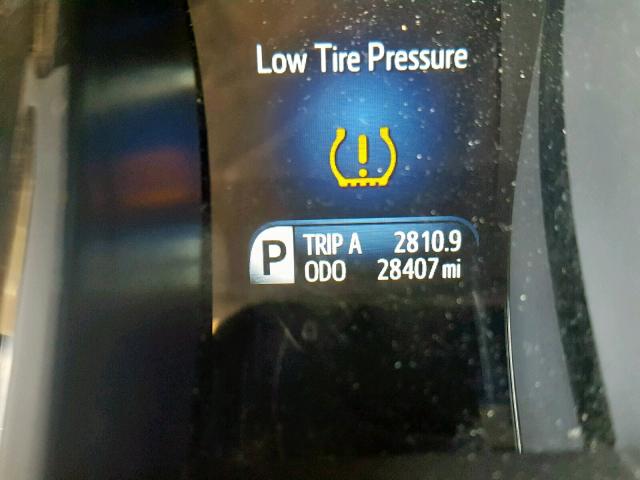 Low Tire Pressure
P
TRIP A 2810.9
ODO 28407 mi